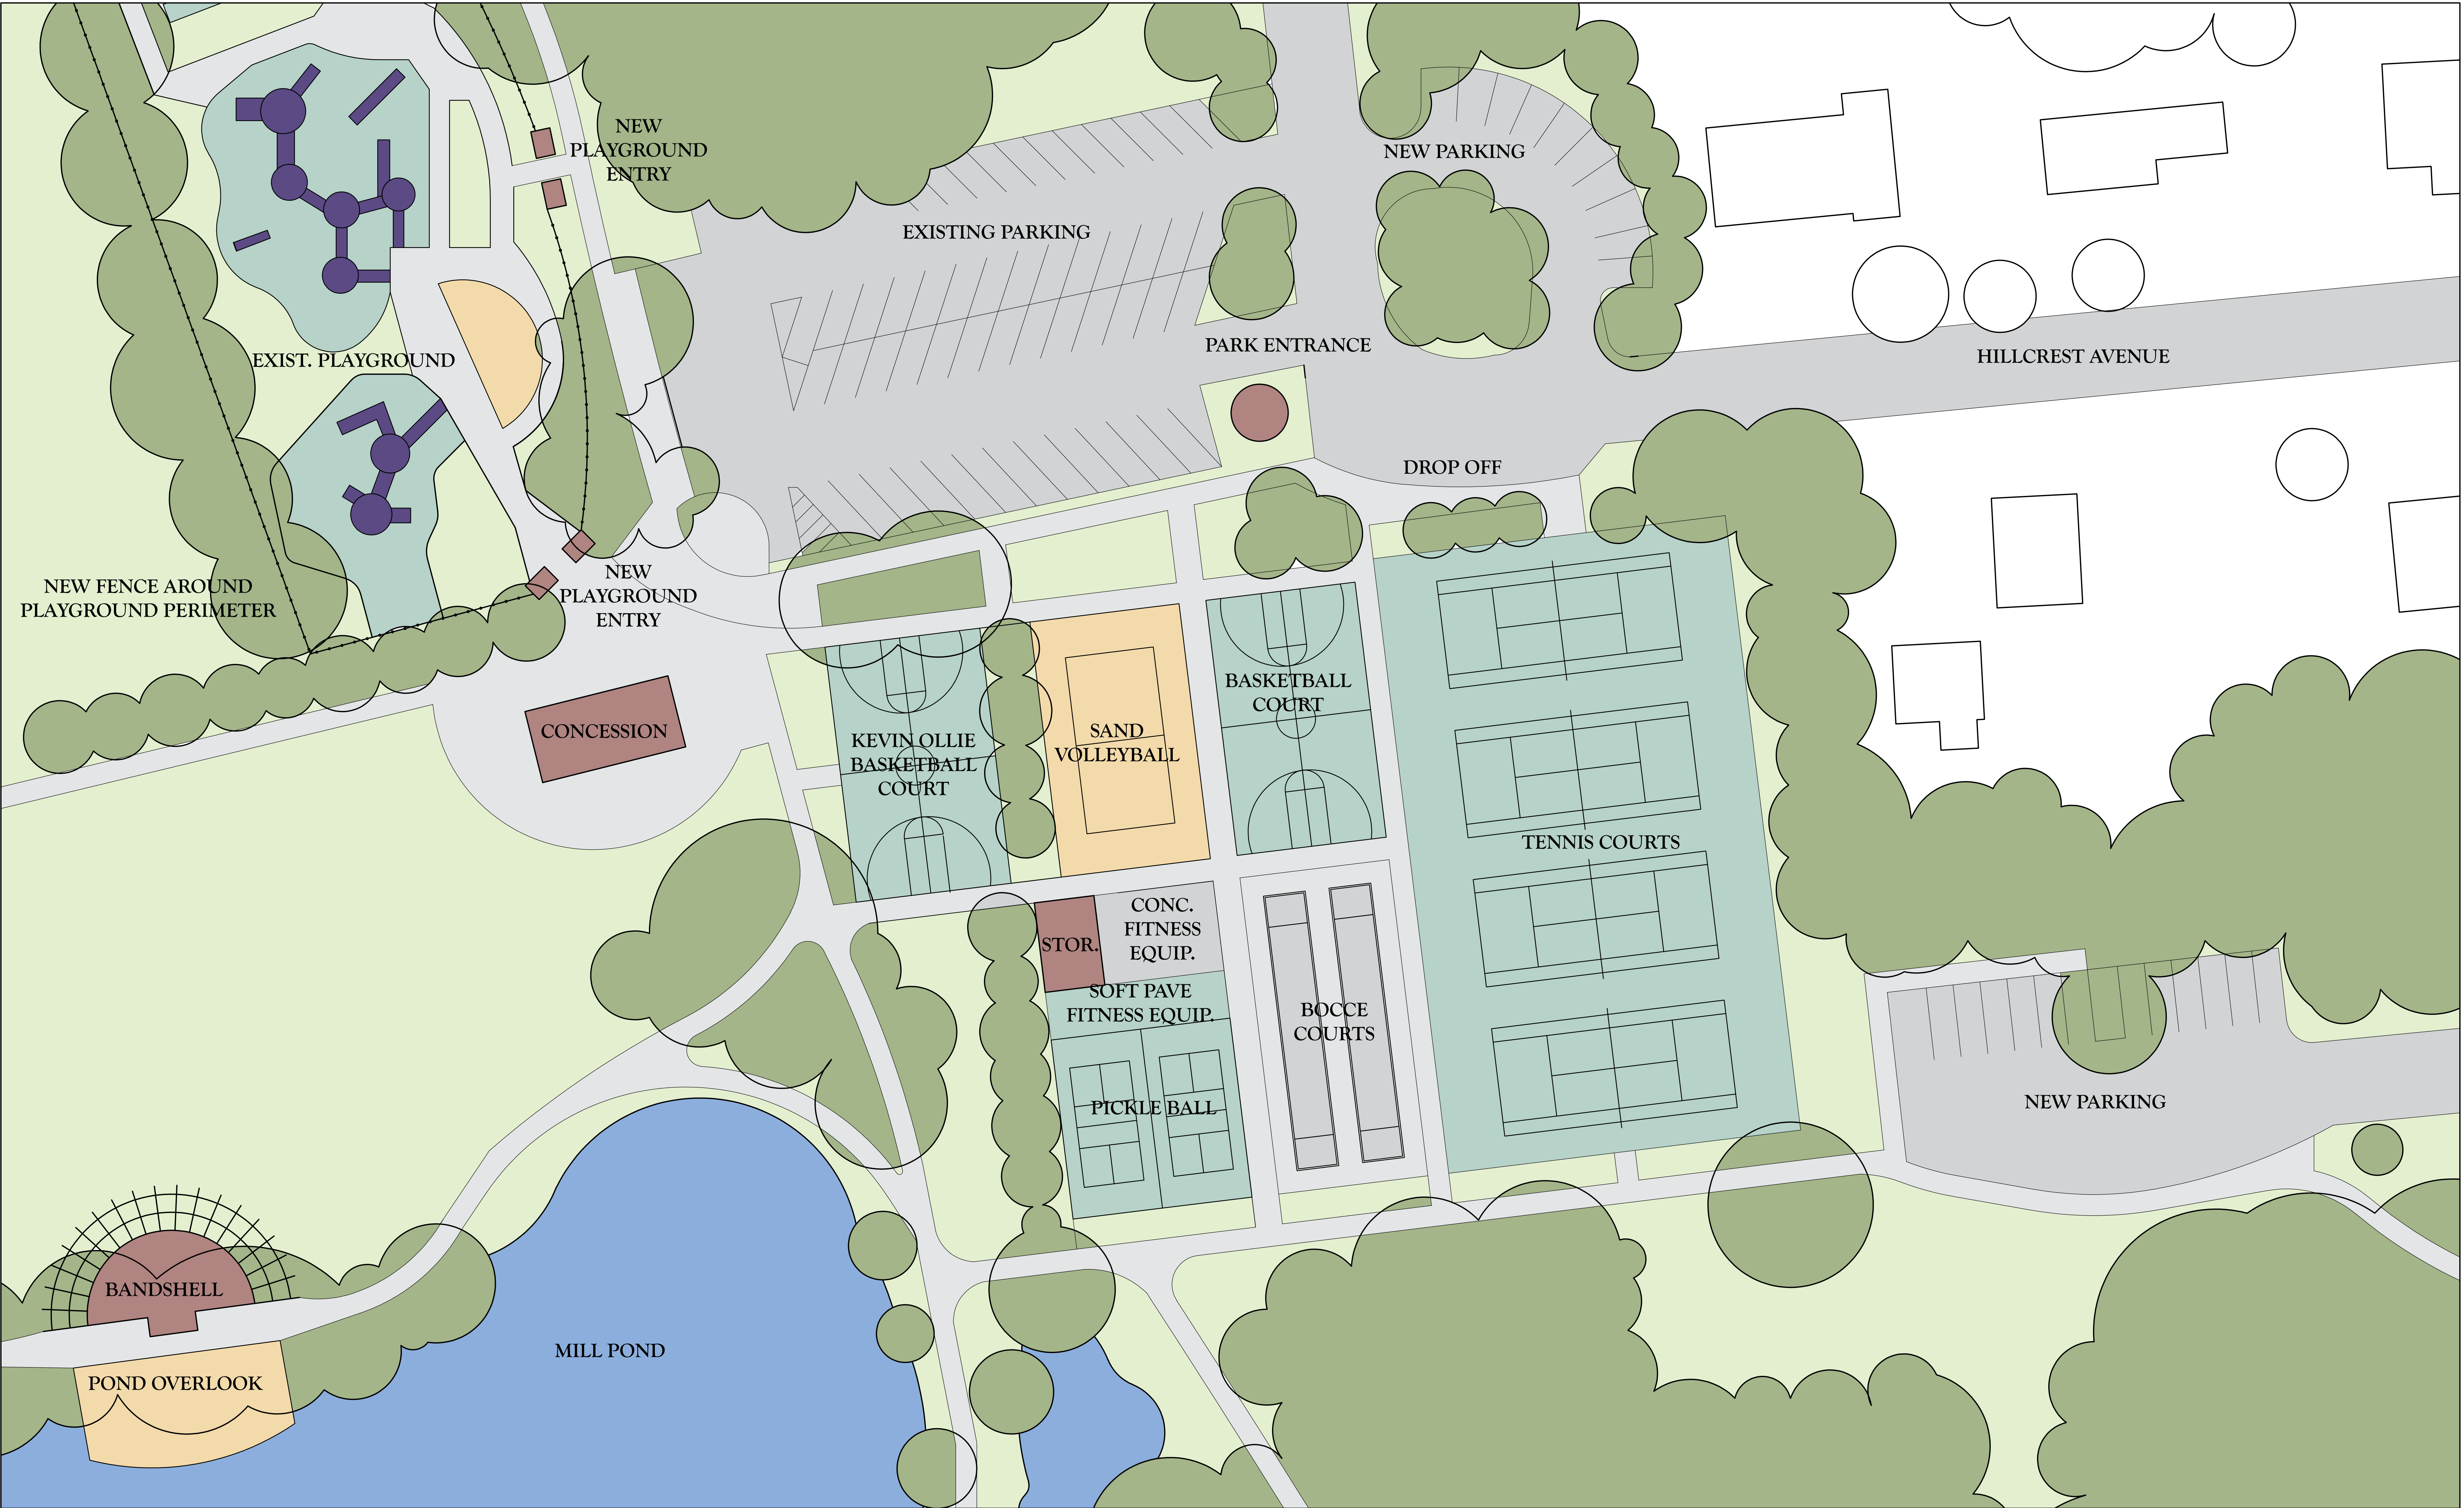 NEW
PLAYGROUND
ENTRY
NEW PARKING
EXISTING PARKING
PARK ENTRANCE
HILLCREST AVENUE
EXIST. PLAYGROUND
DROP OFF
NEW FENCE AROUND
PLAYGROUND PERIMETER
NEW
PLAYGROUND
ENTRY
CONCESSION
KEVIN OLLIE
BASKETBALL
COURT
SAND
VOLLEYBALL
BASKETBALL
COURT
TENNIS COURTS
STOR.
CONC.
FITNESS
EQUIP.
SOFT PAVE
FITNESS EQUIP.
BOCCE
COURTS
PICKLE BALL
NEW PARKING
BANDSHELL
MILL POND
POND OVERLOOK